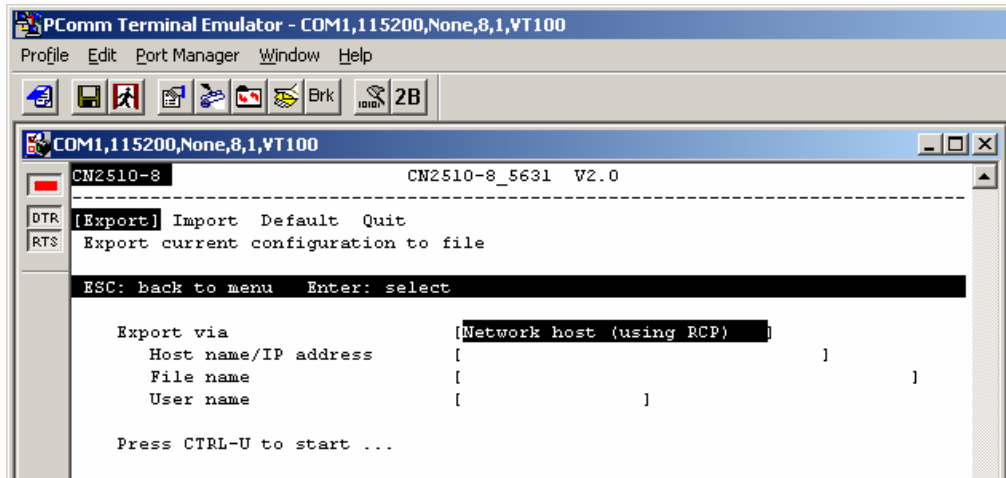 PComm Terminal Emulator - COM1,115200,None,8,1,VT100
Profile Edit Port Manager Window Help
Brk 2B
COM1,115200,None,8,1,VT100
CN2510-8 CN2510-8_5631 V2.0
DTR [Export] Import Default Quit
RTS Export current configuration to file
ESC: back to menu Enter: select
Export via [Network host (using RCP) ]
Host name/IP address [ ]
File name [ ]
User name [ ]
Press CTRL-U to start ...